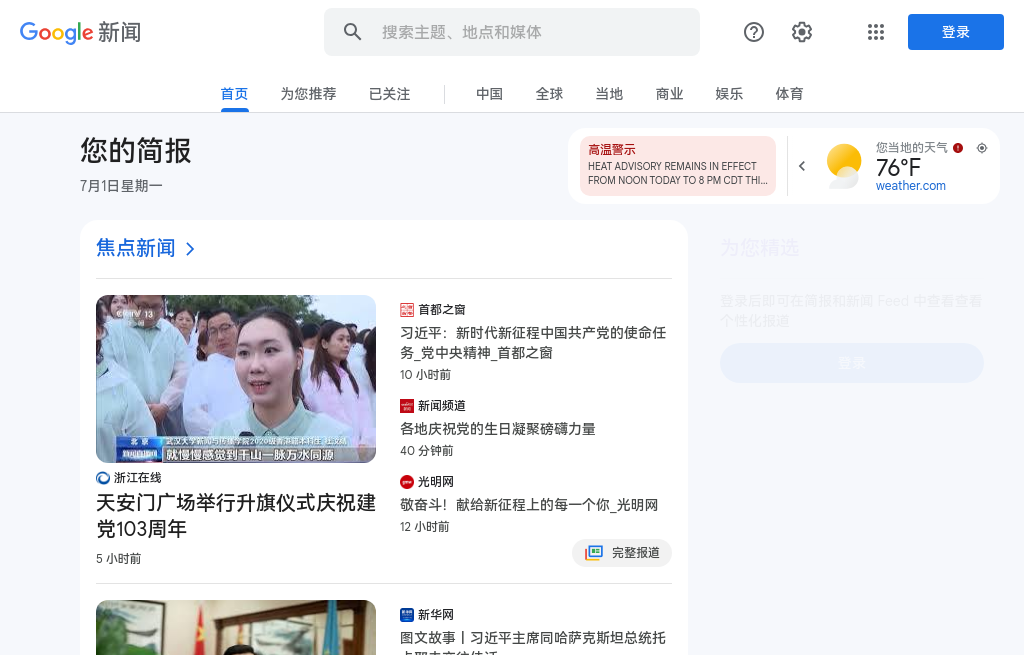 Google 新闻
搜索主题、地点和媒体
登录
首页
为您推荐
已关注
中国
全球
当地
商业
娱乐
体育
您的简报
7月1日星期一
高温警示
HEAT ADVISORY REMAINS IN EFFECT
FROM NOON TODAY TO 8 PM CDT THI...
您当地的天气
76°F
weather.com
焦点新闻
13
北 京
武汉大学新闻与传播学院2020级香港籍本科生
就慢慢感觉到千山一脉万水同源
浙江在线
天安门广场举行升旗仪式庆祝建
党103周年
5 小时前
首都之窗
习近平：新时代新征程中国共产党的使命任
务_党中央精神_首都之窗
10 小时前
新闻频道
各地庆祝党的生日凝聚磅礴力量
40 分钟前
光明网
敬奋斗！献给新征程上的每一个你_光明网
12 小时前
完整报道
新华网
图文故事丨习近平主席同哈萨克斯坦总统托
为您精选
登录后即可在简报和新闻 Feed 中查看查看
个性化报道
登录